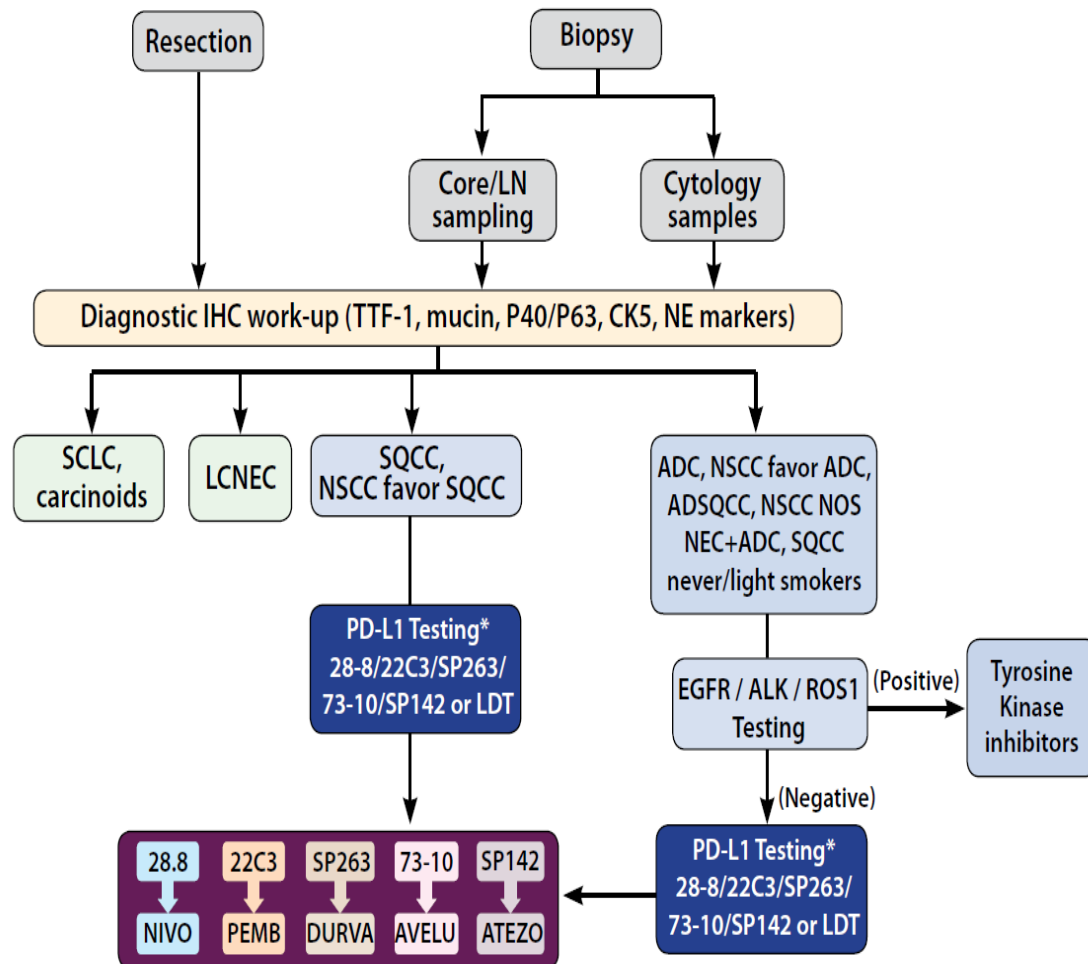 Resection
Biopsy
Core/LN
sampling
Cytology
samples
Diagnostic IHC work-up (TTF-1, mucin, P40/P63, CK5, NE markers)
SCLC,
carcinoids
LCNEC
SQCC,
NSCC favor SQCC
ADC, NSCC favor ADC,
ADSQCC, NSCC NOS
NEC+ADC, SQCC
never/light smokers
PD-L1 Testing*
28-8/22C3/SP263/
73-10/SP142 or LDT
EGFR / ALK / ROS1
Testing
(Positive)
Tyrosine
Kinase
inhibitors
(Negative)
PD-L1 Testing*
28-8/22C3/SP263/
73-10/SP142 or LDT
28.8 22C3 SP263 73-10 SP142
NIVO PEMB DURVA AVELU ATEZO